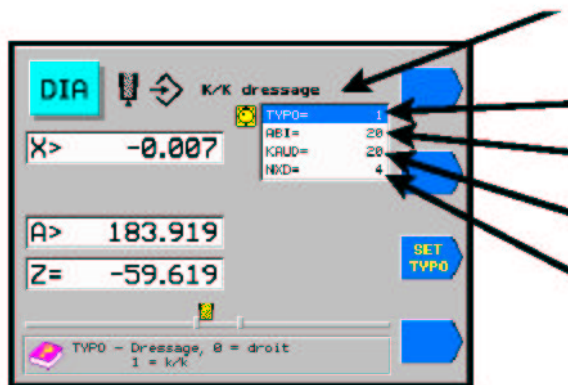 DIA
K/K dressage
TYPO= 1
ABI= 20
KAUD= 20
NXD= 4
X> -0.007
A> 183.919
Z= -59.619
SET
TYPO
TYPO - Dressage, 0 = droit
1 = k/k